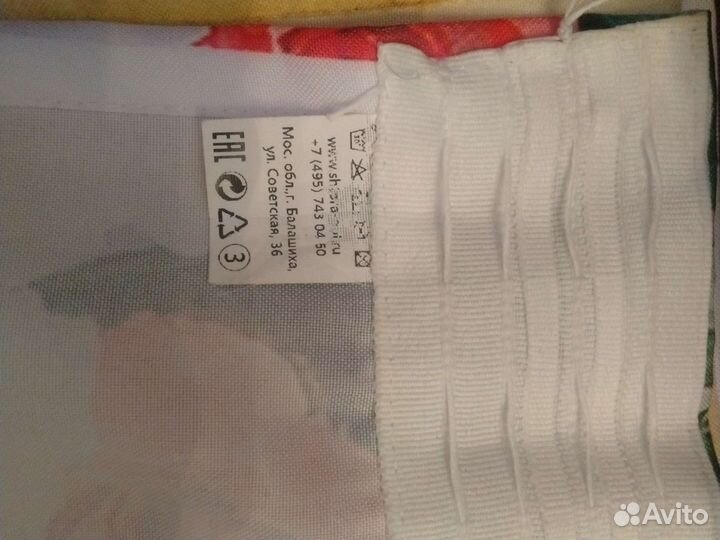 +7 (495) 743 04 50
Мос. обл.,г. Балашиха,
ул. Советская, 36
EAC
3
Avito